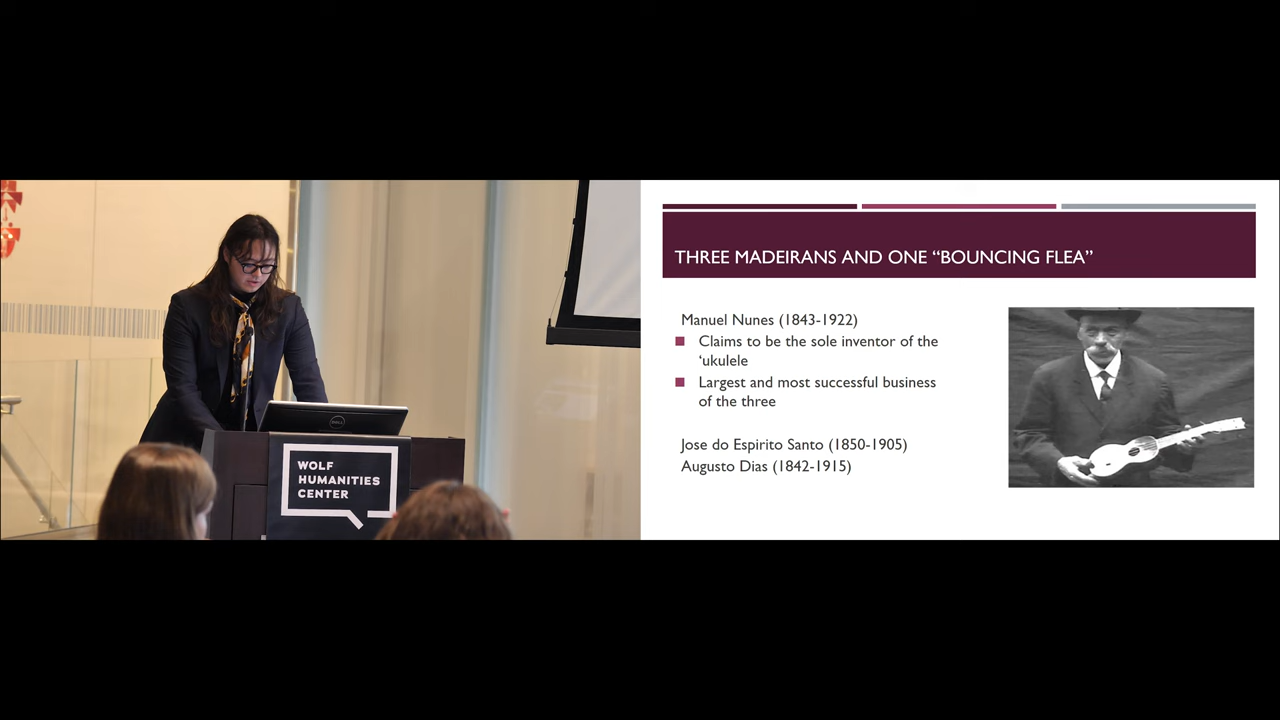 WOLF
HUMANITIES
CENTER
DELL
THREE MADEIRANS AND ONE “BOUNCING FLEA”
Manuel Nunes (1843-1922)
Claims to be the sole inventor of the
‘ukulele
Largest and most successful business
of the three
Jose do Espirito Santo (1850-1905)
Augusto Dias (1842-1915)